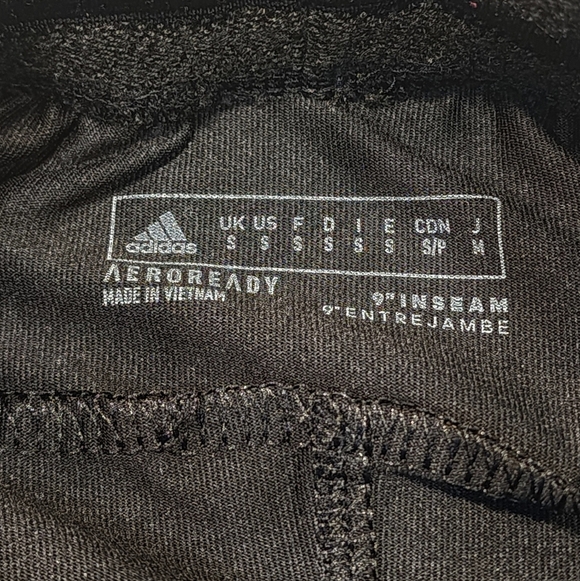 adidas UK US F D I E CDN J
S S S S S S S/P M
AEROREADY
MADE IN VIETNAM
9" INSEAM
9" ENTREJAMBE